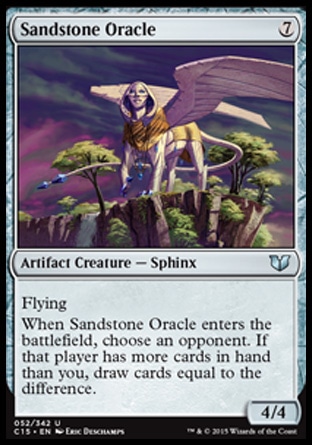 Sandstone Oracle 7
Artifact Creature — Sphinx
Flying
When Sandstone Oracle enters the
battlefield, choose an opponent. If
that player has more cards in hand
than you, draw cards equal to the
difference.
4/4
052/342 U
C15 • EN Eric Deschamps
™ & © 2015 Wizards of the Coast